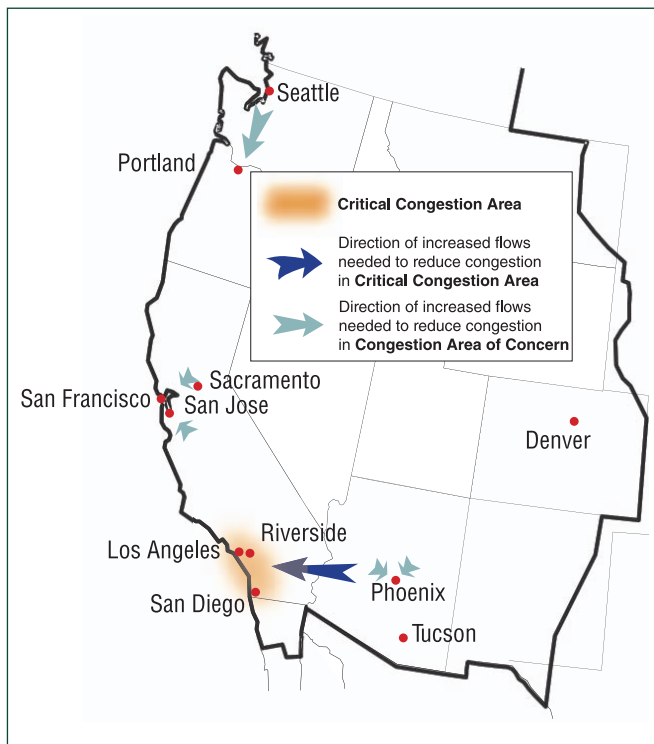 Seattle
Portland
Critical Congestion Area
Direction of increased flows
needed to reduce congestion
in Critical Congestion Area
Direction of increased flows
needed to reduce congestion
in Congestion Area of Concern
Sacramento
San Francisco
San Jose
Denver
Riverside
Los Angeles
Phoenix
San Diego
Tucson